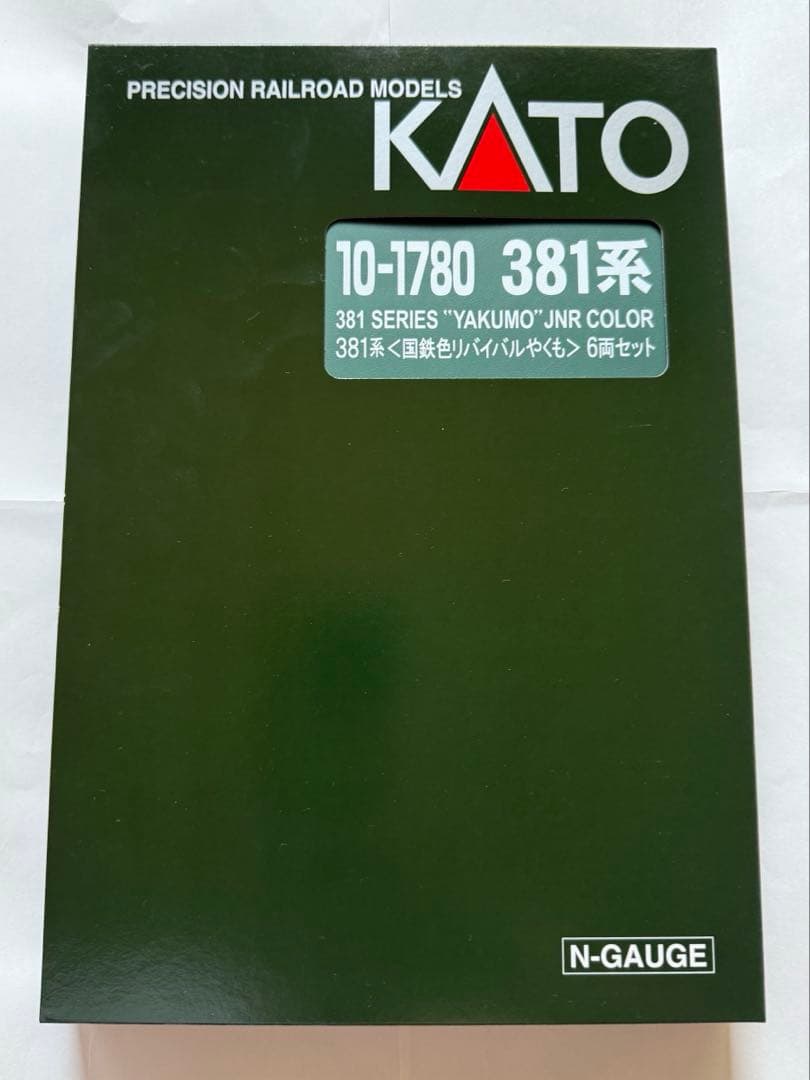 PRECISION RAILROAD MODELS
KATO
10-1780 381系
381 SERIES "YAKUMO" JNR COLOR
381系<国鉄色リバイバルやくも> 6両セット
N-GAUGE